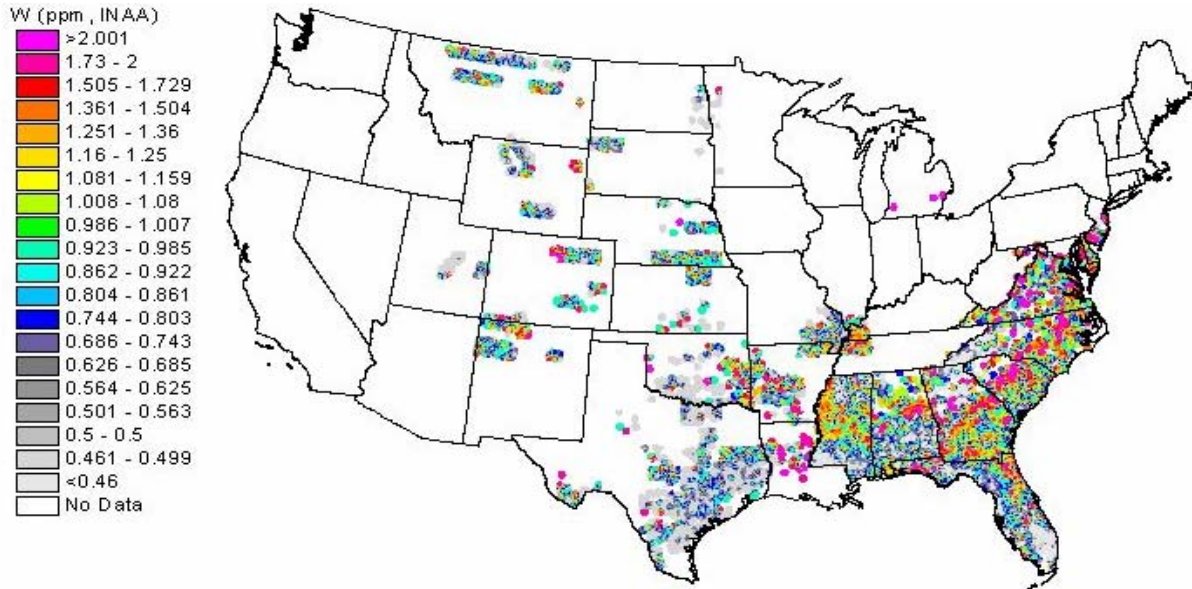 W (ppm, INAA)
>2.001
1.73 - 2
1.505 - 1.729
1.361 - 1.504
1.251 - 1.36
1.16 - 1.25
1.081 - 1.159
1.008 - 1.08
0.986 - 1.007
0.923 - 0.985
0.862 - 0.922
0.804 - 0.861
0.744 - 0.803
0.686 - 0.743
0.626 - 0.685
0.564 - 0.625
0.501 - 0.563
0.5 - 0.5
0.461 - 0.499
<0.46
No Data